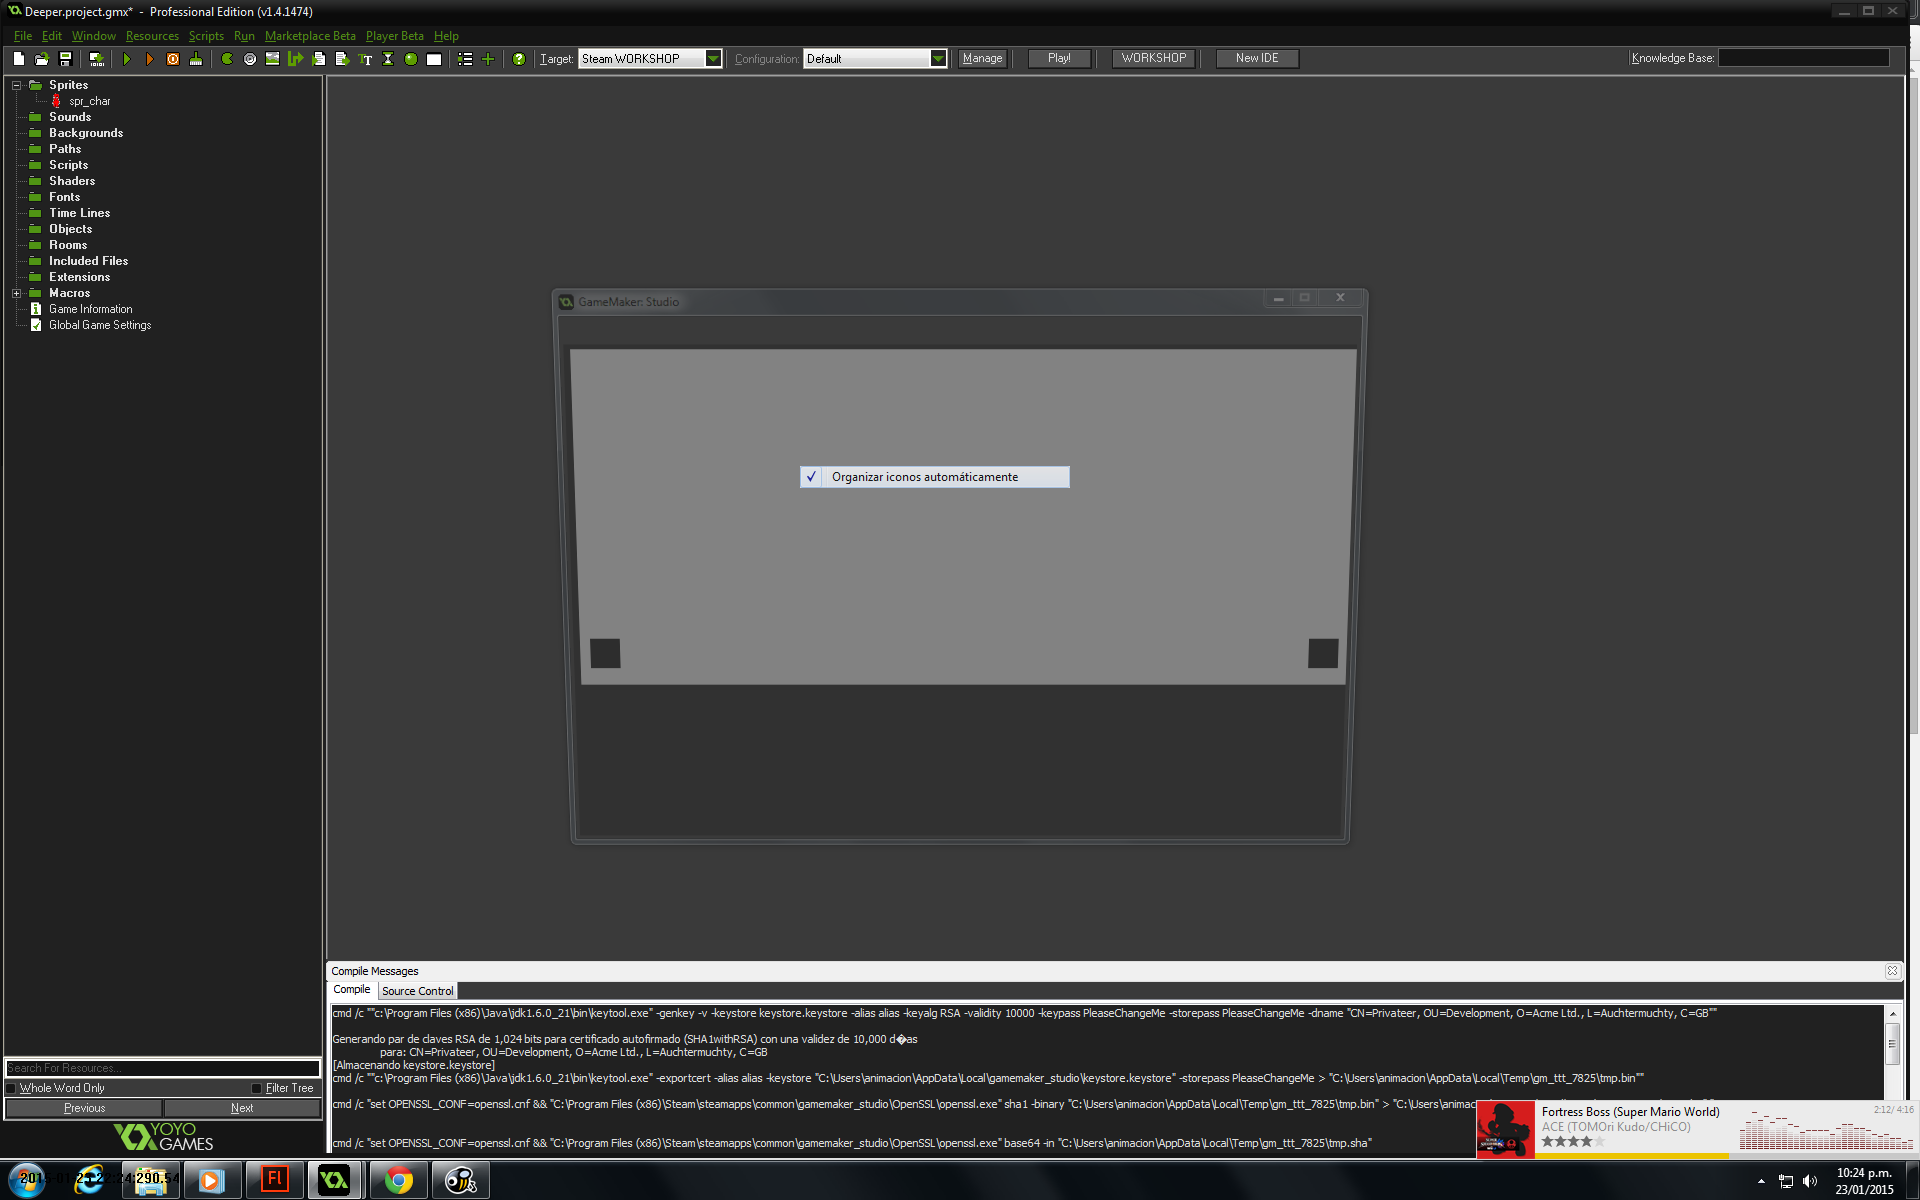 Deeper.project.gmx* - Professional Edition (v1.4.1474)
File Edit Window Resources Scripts Run Marketplace Beta Player Beta Help
Target: Steam WORKSHOP Configuration: Default Manage Play! WORKSHOP New IDE Knowledge Base:
Sprites
spr_char
Sounds
Backgrounds
Paths
Scripts
Shaders
Fonts
Time Lines
Objects
Rooms
Included Files
Extensions
Macros
Game Information
Global Game Settings
GameMaker: Studio
Organizar iconos automáticamente
Search For Resources...
Whole Word Only Filter Tree
Previous Next
YOYO
GAMES
Compile Messages
Compile Source Control
cmd /c ""c:\Program Files (x86)\Java\jdk1.6.0_21\bin\keytool.exe" -genkey -v -keystore keystore.keystore -alias alias -keyalg RSA -validity 10000 -keypass PleaseChangeMe -storepass PleaseChangeMe -dname "CN=Privateer, OU=Development, O=Acme Ltd., L=Auchtermuchty, C=GB""
Generando par de claves RSA de 1,024 bits para certificado autofirmado (SHA1withRSA) con una validez de 10,000 d�as
para: CN=Privateer, OU=Development, O=Acme Ltd., L=Auchtermuchty, C=GB
[Almacenando keystore.keystore]
cmd /c ""c:\Program Files (x86)\Java\jdk1.6.0_21\bin\keytool.exe" -exportcert -alias alias -keystore "C:\Users\animacion\AppData\Local\gamemaker_studio\keystore.keystore" -storepass PleaseChangeMe > "C:\Users\animacion\AppData\Local\Temp\gm_ttt_7825\tmp.bin""
cmd /c "set OPENSSL_CONF=openssl.cnf && "C:\Program Files (x86)\Steam\steamapps\common\gamemaker_studio\OpenSSL\openssl.exe" sha1 -binary "C:\Users\animacion\AppData\Local\Temp\gm_ttt_7825\tmp.bin" > "C:\Users\animac
cmd /c "set OPENSSL_CONF=openssl.cnf && "C:\Program Files (x86)\Steam\steamapps\common\gamemaker_studio\OpenSSL\openssl.exe" base64 -in "C:\Users\animacion\AppData\Local\Temp\gm_ttt_7825\tmp.sha"
Fortress Boss (Super Mario World) 2:12/ 4:16
ACE (TOMOri Kudo/CHiCO)
Fl
10:24 p.m.
23/01/2015